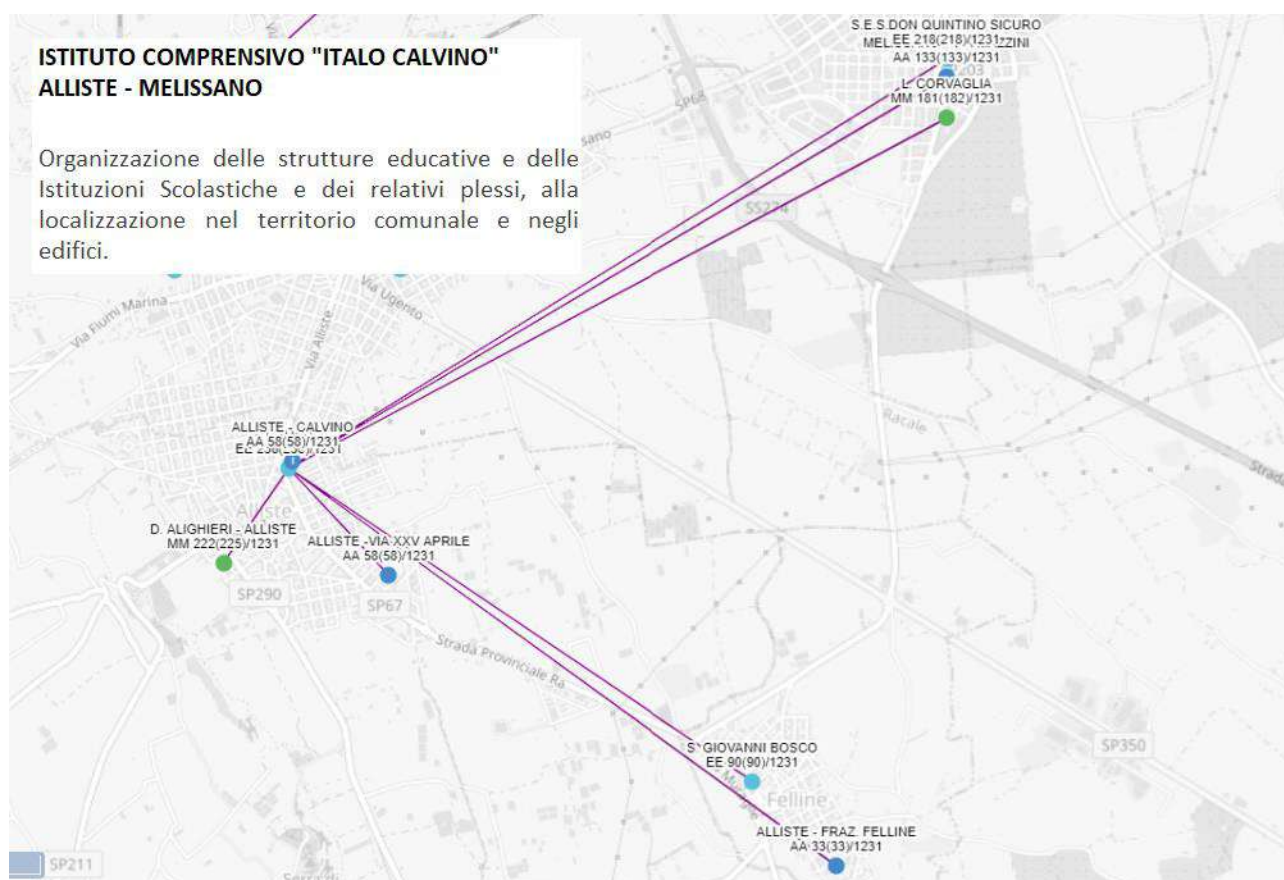 ISTITUTO COMPRENSIVO "ITALO CALVINO"
ALLISTE - MELISSANO
Organizzazione delle strutture educative e delle
Istituzioni Scolastiche e dei relativi plessi, alla
localizzazione nel territorio comunale e negli
edifici.
S.E.S.DON QUINTINO SICURO
EE 218(218)/1231
AA 133(133)/1231
L. CORVAGLIA
MM 181(182)/1231
SP68
sano
SS274
Via Ugento
Via Fiumi Marina
Via Alliste
Racale
Strada
ALLISTE - CALVINO
AA 58(58)/1231
Alliste
D. ALIGHIERI - ALLISTE
MM 222(225)/1231
ALLISTE -VIA XXV APRILE
AA 58(58)/1231
SP290
SP67
Strada Provinciale Ra
S. GIOVANNI BOSCO
EE 90(90)/1231
SP350
Felline
ALLISTE - FRAZ. FELLINE
AA 33(33)/1231
SP211